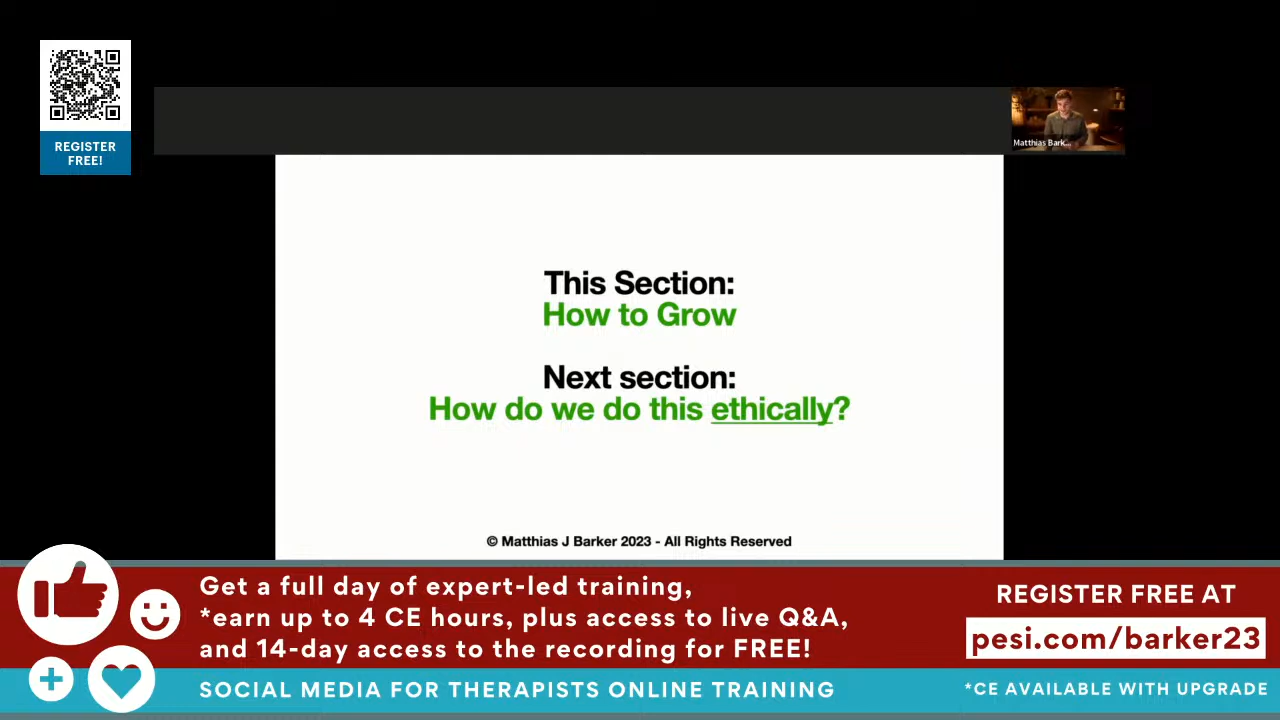 REGISTER
FREE!
Matthias Bark...
This Section:
How to Grow
Next section:
How do we do this ethically?
© Matthias J Barker 2023 - All Rights Reserved
Get a full day of expert-led training,
*earn up to 4 CE hours, plus access to live Q&A,
and 14-day access to the recording for FREE!
REGISTER FREE AT
pesi.com/barker23
SOCIAL MEDIA FOR THERAPISTS ONLINE TRAINING
*CE AVAILABLE WITH UPGRADE